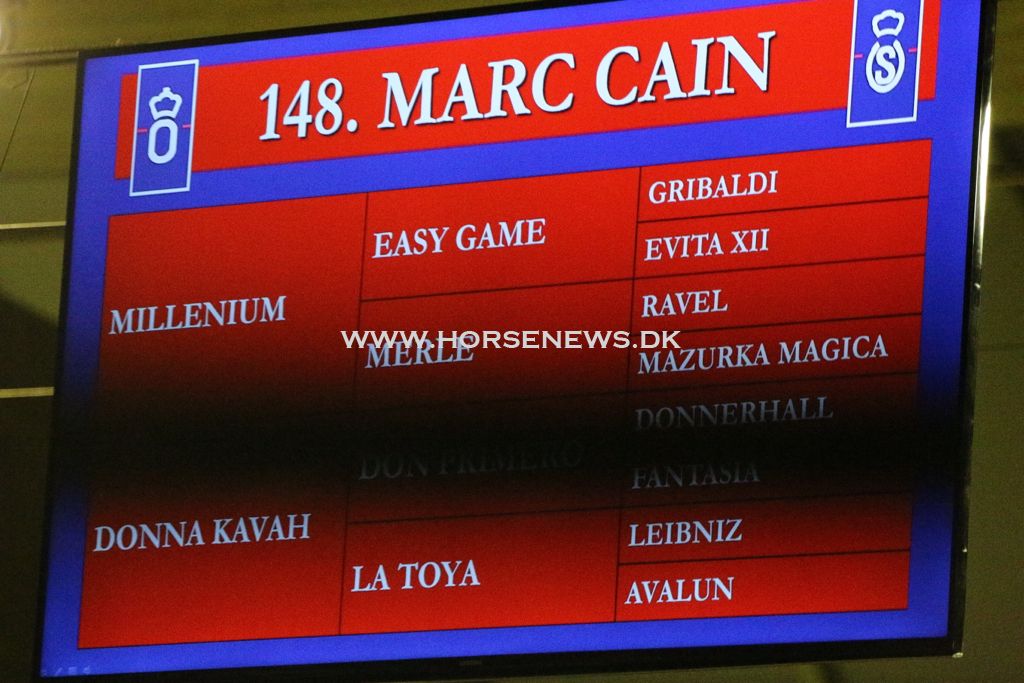 148. MARC CAIN
O
S
GRIBALDI
EASY GAME
EVITA XII
MILLENIUM
RAVEL
MERLE
WWW.HORSENEWS.DK
MAZURKA MAGICA
DONNERHALL
DON PRIMERO
FANTASIA
DONNA KAVAH
LEIBNIZ
LA TOYA
AVALUN